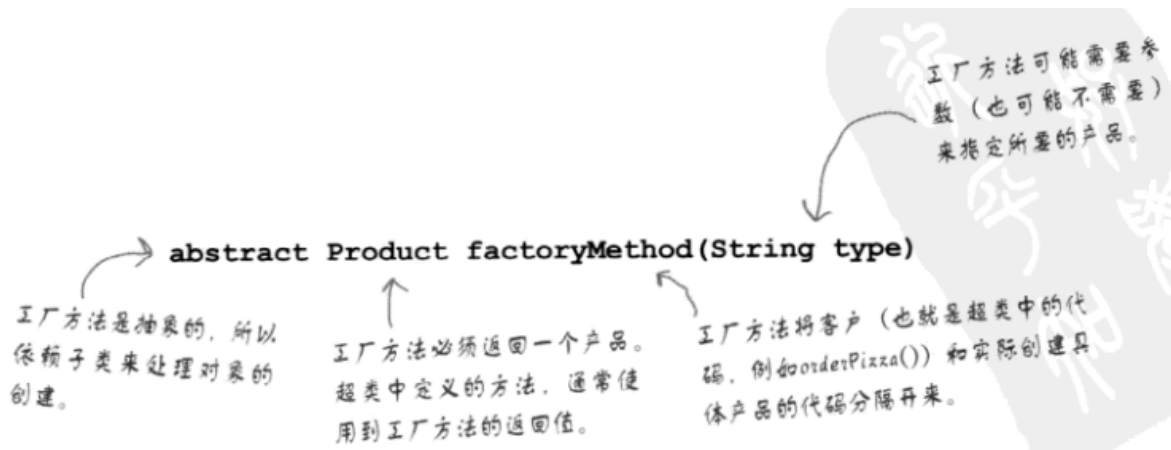 工厂方法可能需要参
数（也可能不需要）
来指定所要的产品。
abstract Product factoryMethod(String type)
工厂方法是抽象的，所以
依赖子类来处理对象的
创建。
工厂方法必须返回一个产品。
超类中定义的方法，通常使
用到工厂方法的返回值。
工厂方法将客户（也就是超类中的代
码，例如orderPizza()）和实际创建具
体产品的代码分隔开来。